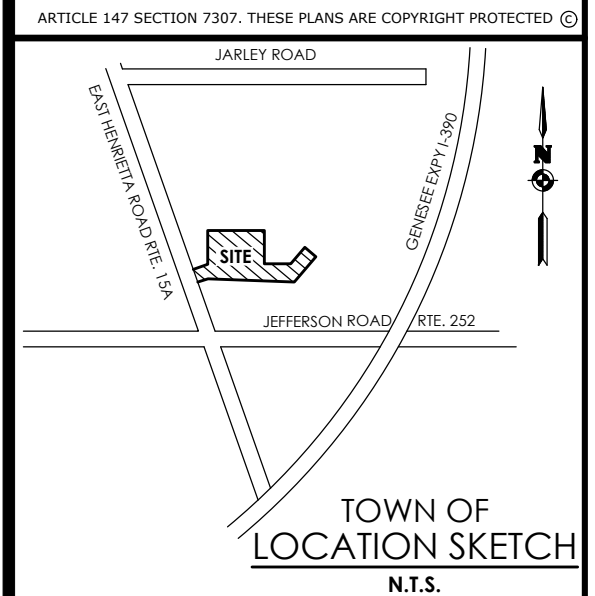 ARTICLE 147 SECTION 7307. THESE PLANS ARE COPYRIGHT PROTECTED ©
JARLEY ROAD
EAST HENRIETTA ROAD RTE. 15A
GENESEE EXPY I-390
N
SITE
JEFFERSON ROAD RTE. 252
TOWN OF
LOCATION SKETCH
N.T.S.